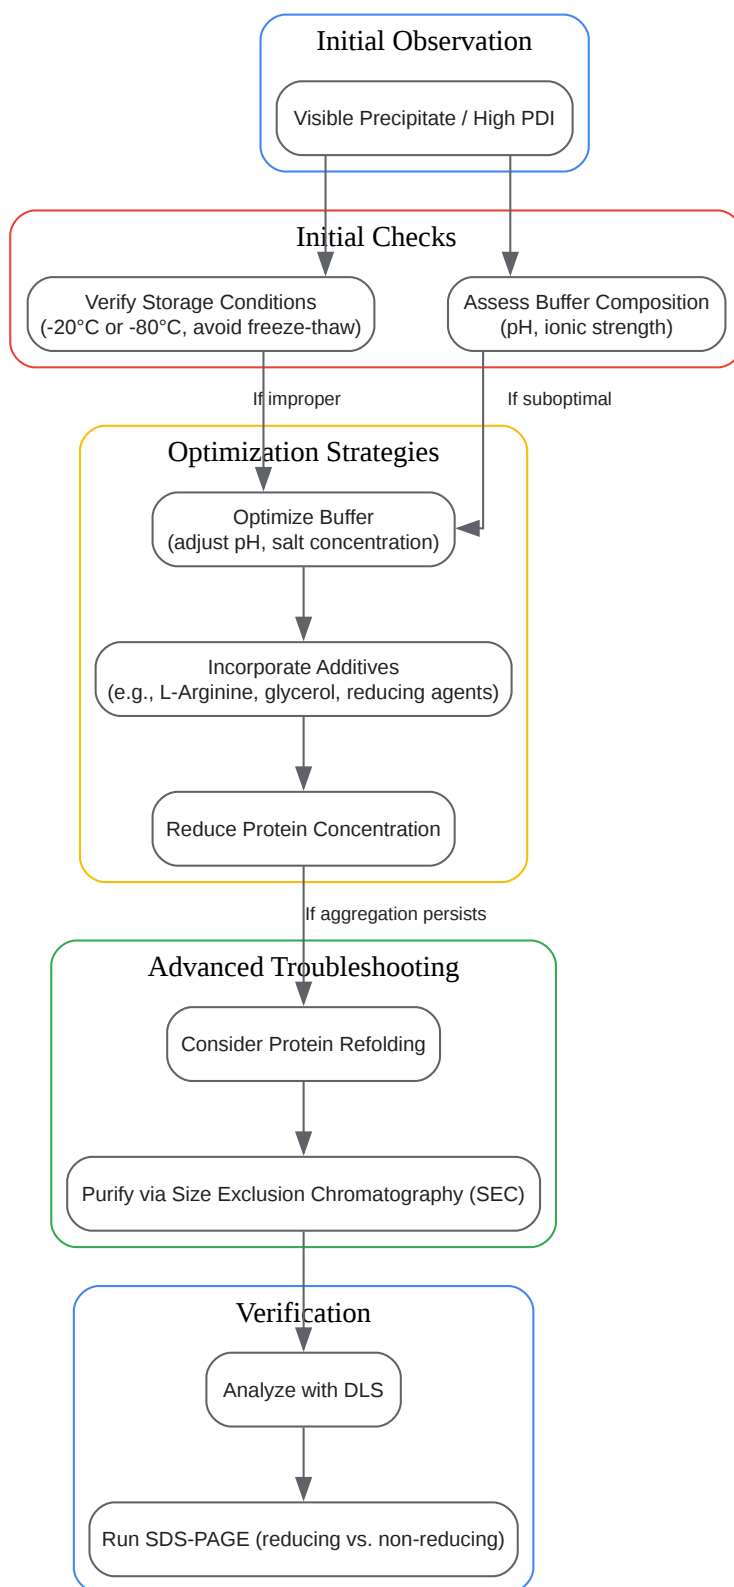 Initial Observation
Visible Precipitate / High PDI
Initial Checks
Verify Storage Conditions
(-20°C or -80°C, avoid freeze-thaw)
Assess Buffer Composition
(pH, ionic strength)
If improper
If suboptimal
Optimization Strategies
Optimize Buffer
(adjust pH, salt concentration)
Incorporate Additives
(e.g., L-Arginine, glycerol, reducing agents)
Reduce Protein Concentration
If aggregation persists
Advanced Troubleshooting
Consider Protein Refolding
Purify via Size Exclusion Chromatography (SEC)
Verification
Analyze with DLS
Run SDS-PAGE (reducing vs. non-reducing)